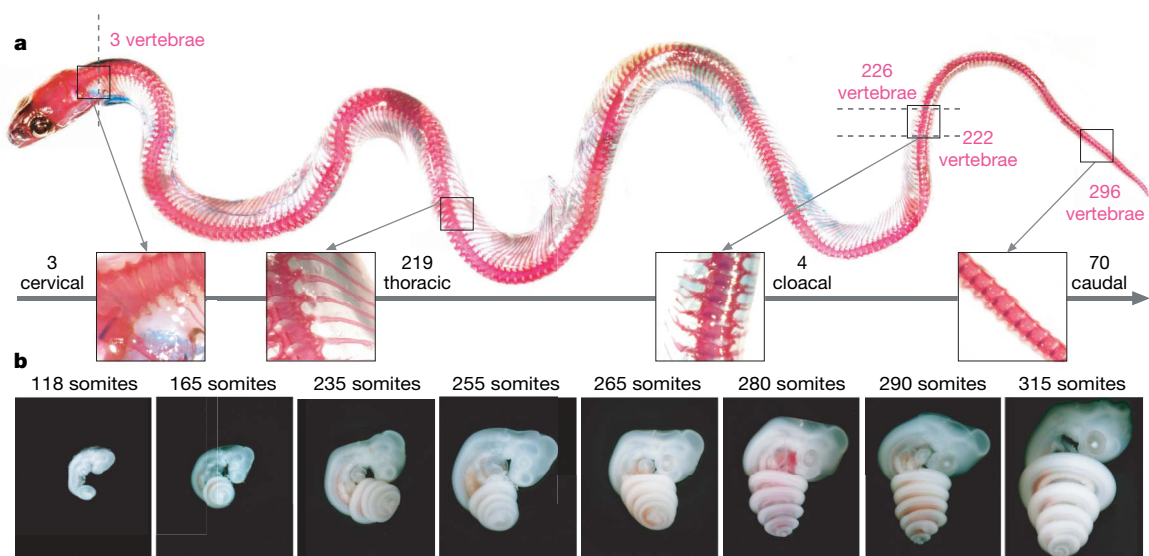 a
3 vertebrae
226
vertebrae
222
vertebrae
296
vertebrae
3
cervical
219
thoracic
4
cloacal
70
caudal
b
118 somites
165 somites
235 somites
255 somites
265 somites
280 somites
290 somites
315 somites